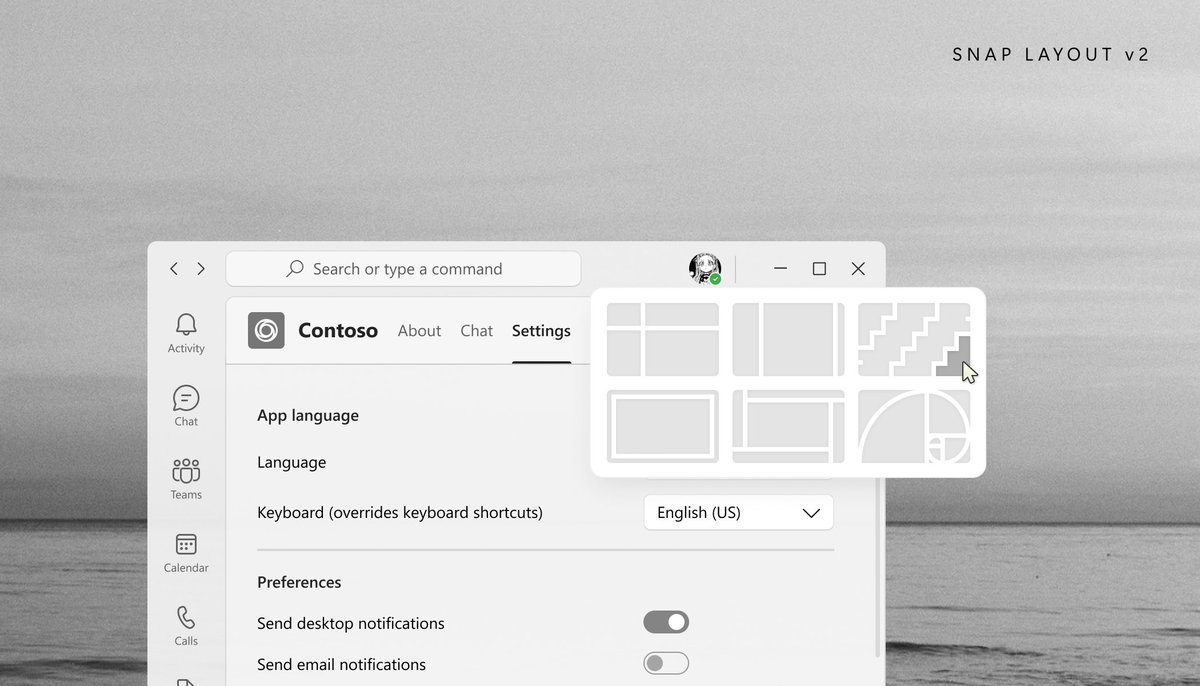 SNAP LAYOUT v2
Search or type a command
Activity
Chat
Teams
Calendar
Calls
Contoso About Chat Settings
App language
Language
Keyboard (overrides keyboard shortcuts) English (US)
Preferences
Send desktop notifications
Send email notifications